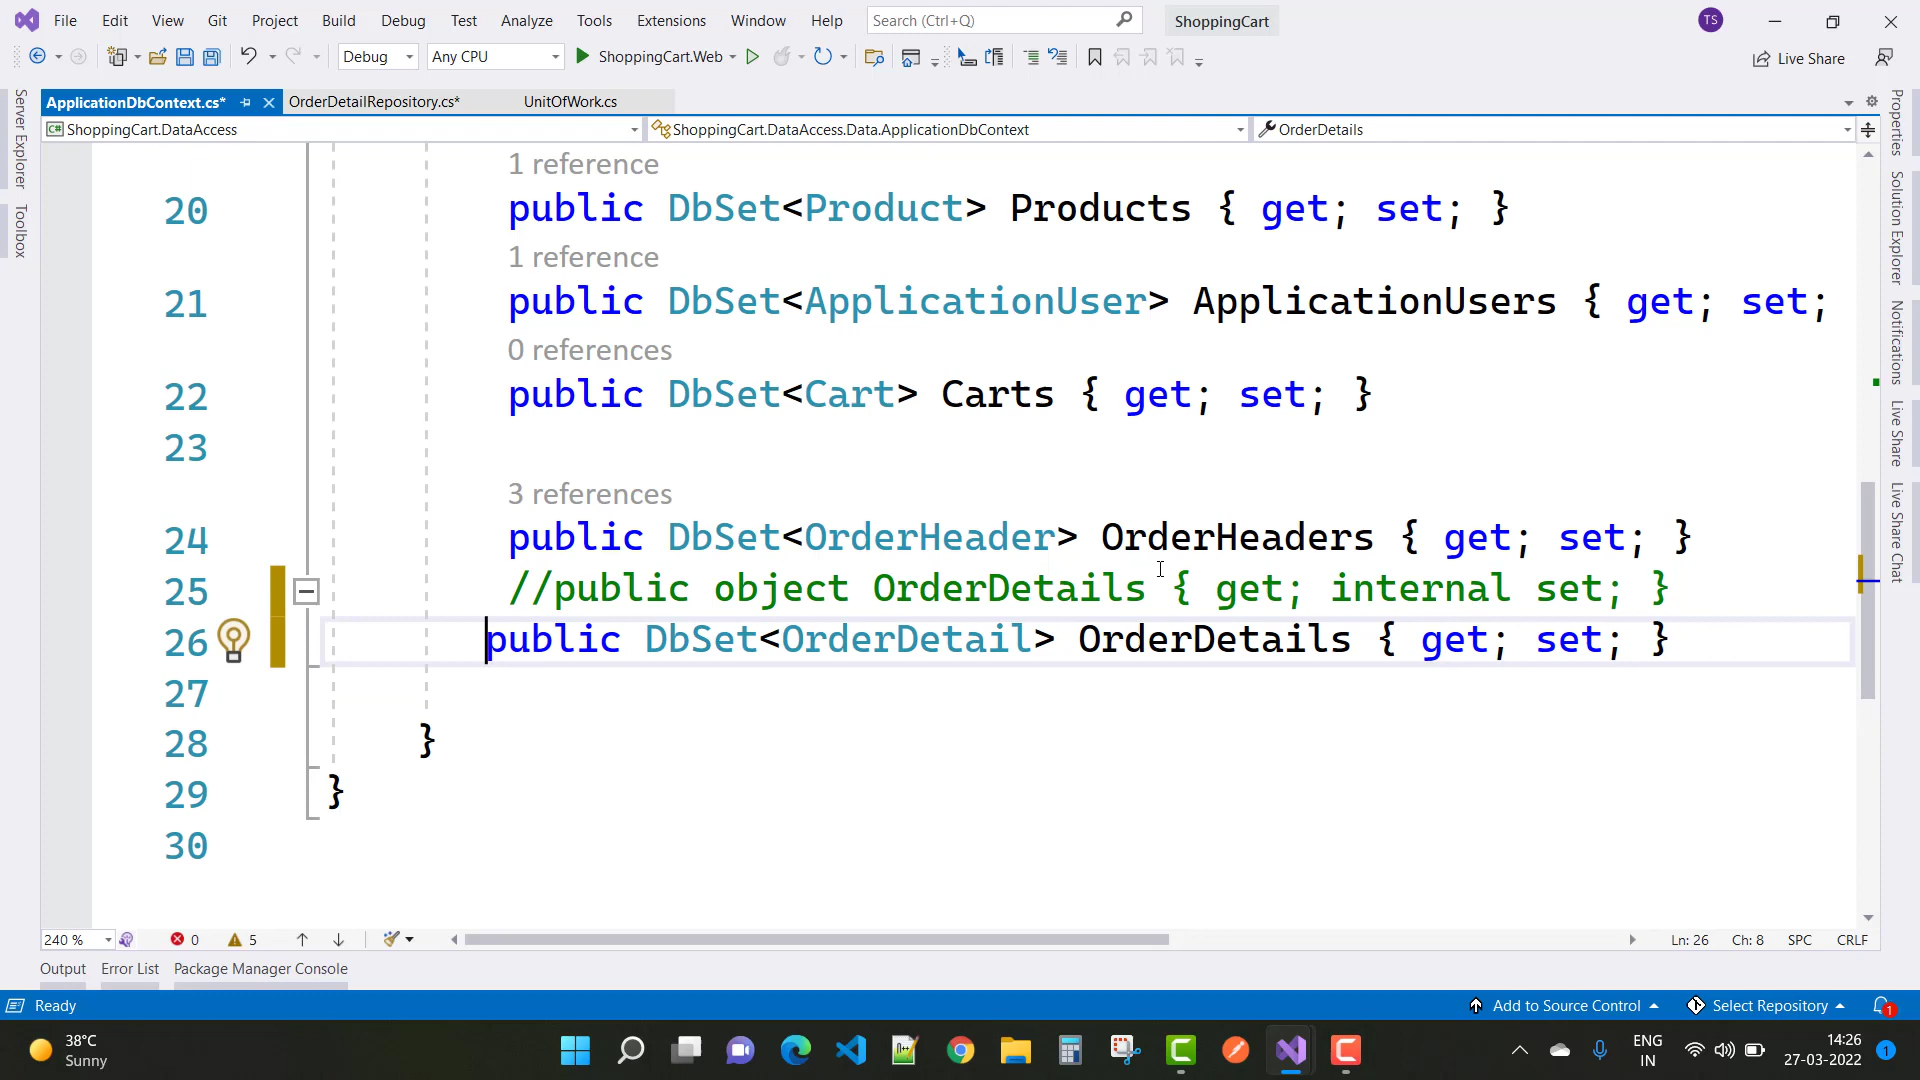 File Edit View Git Project Build Debug Test Analyze Tools Extensions Window Help Search (Ctrl+Q) ShoppingCart TS
Debug Any CPU ShoppingCart.Web Live Share
ApplicationDbContext.cs* OrderDetailRepository.cs* UnitOfWork.cs
ShoppingCart.DataAccess ShoppingCart.DataAccess.Data.ApplicationDbContext OrderDetails
Server Explorer
Toolbox
1 reference
20 public DbSet<Product> Products { get; set; }
1 reference
21 public DbSet<ApplicationUser> ApplicationUsers { get; set;
0 references
22 public DbSet<Cart> Carts { get; set; }
23
3 references
24 public DbSet<OrderHeader> OrderHeaders { get; set; }
25 //public object OrderDetails { get; internal set; }
26 public DbSet<OrderDetail> OrderDetails { get; set; }
27
28 }
29 }
30
Properties
Solution Explorer
Notifications
Live Share
Live Share Chat
240 % 0 5 Ln: 26 Ch: 8 SPC CRLF
Output Error List Package Manager Console
Ready Add to Source Control Select Repository 1
38°C
Sunny
ENG
IN
14:26
27-03-2022
1